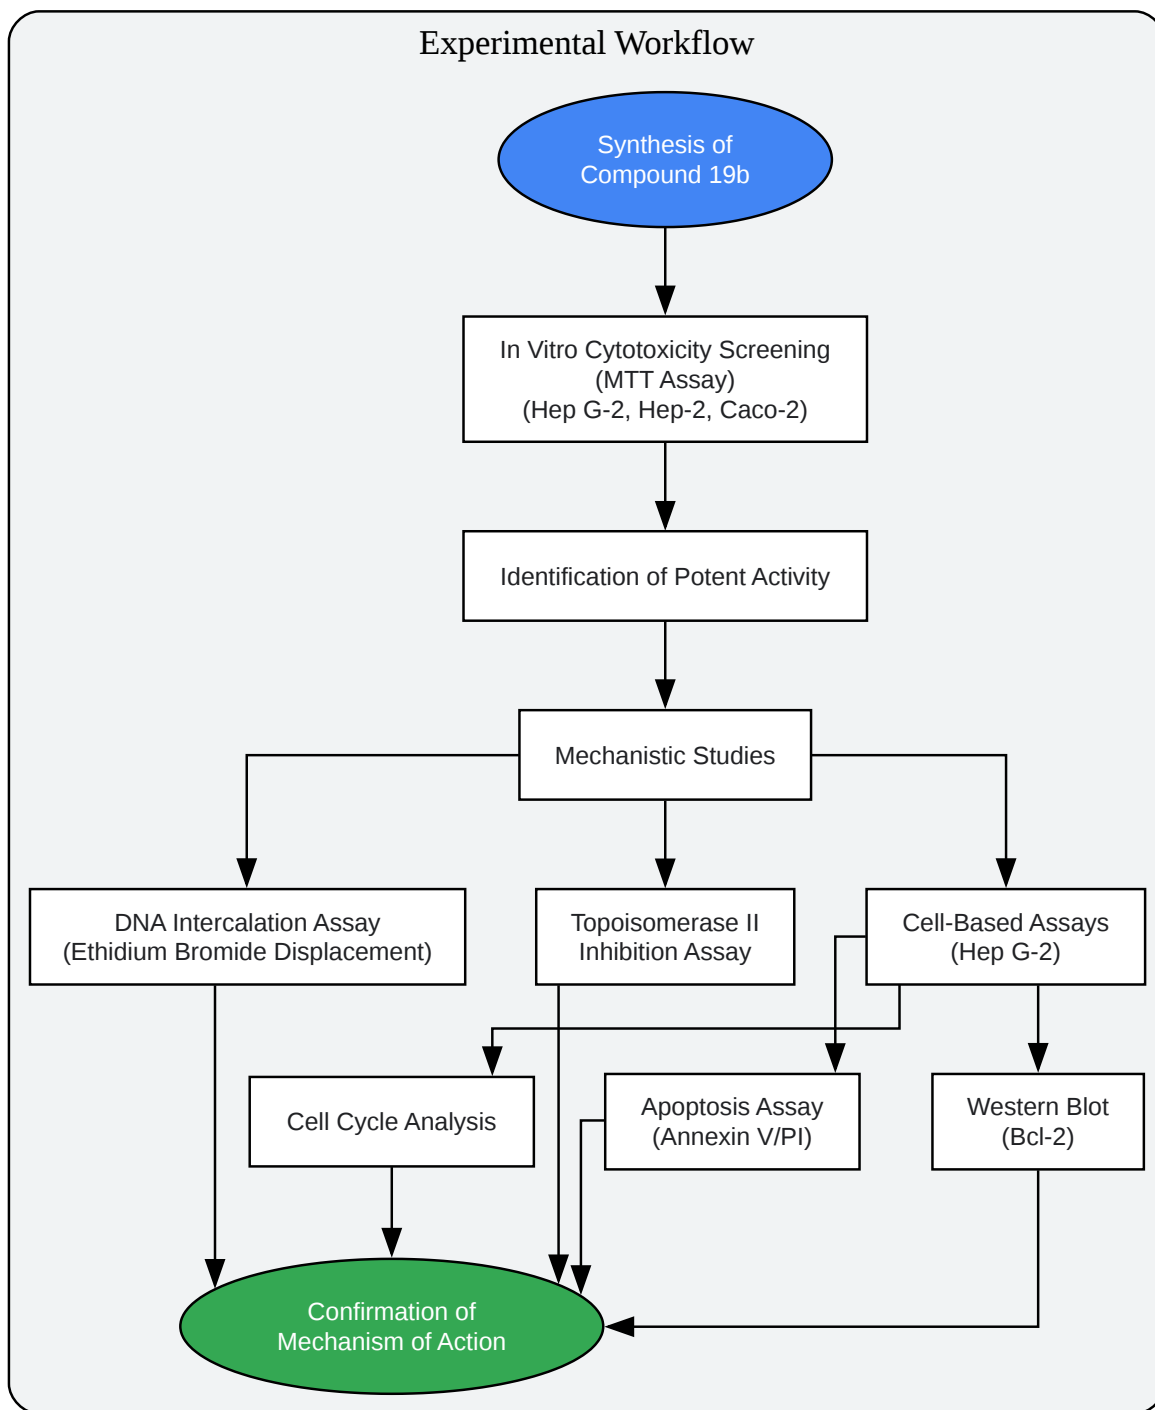 Experimental Workflow
Synthesis of
Compound 19b
In Vitro Cytotoxicity Screening
(MTT Assay)
(Hep G-2, Hep-2, Caco-2)
Identification of Potent Activity
Mechanistic Studies
DNA Intercalation Assay
(Ethidium Bromide Displacement)
Topoisomerase II
Inhibition Assay
Cell-Based Assays
(Hep G-2)
Cell Cycle Analysis
Apoptosis Assay
(Annexin V/PI)
Western Blot
(Bcl-2)
Confirmation of
Mechanism of Action